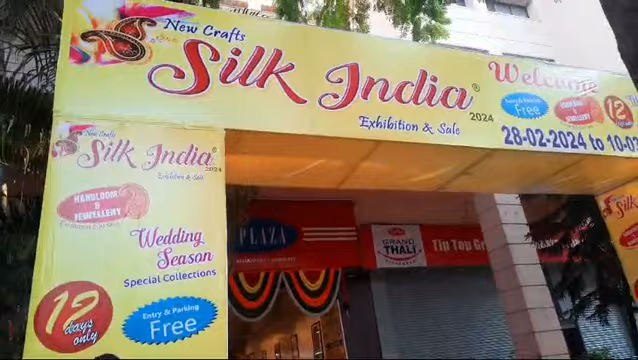 New Crafts
Silk India®
2024
Exhibition & Sale
Welcome
Free
12
28-02-2024 to 10-03
New Crafts
Silk India®
2024
Exhibition & Sale
HANDLOOM
&
JEWELLERY
Wedding
Season
Special Collections
12
days
only
Entry & Parking
Free
PLAZA
GRAND
THALI
Tip Top Gr
Silk